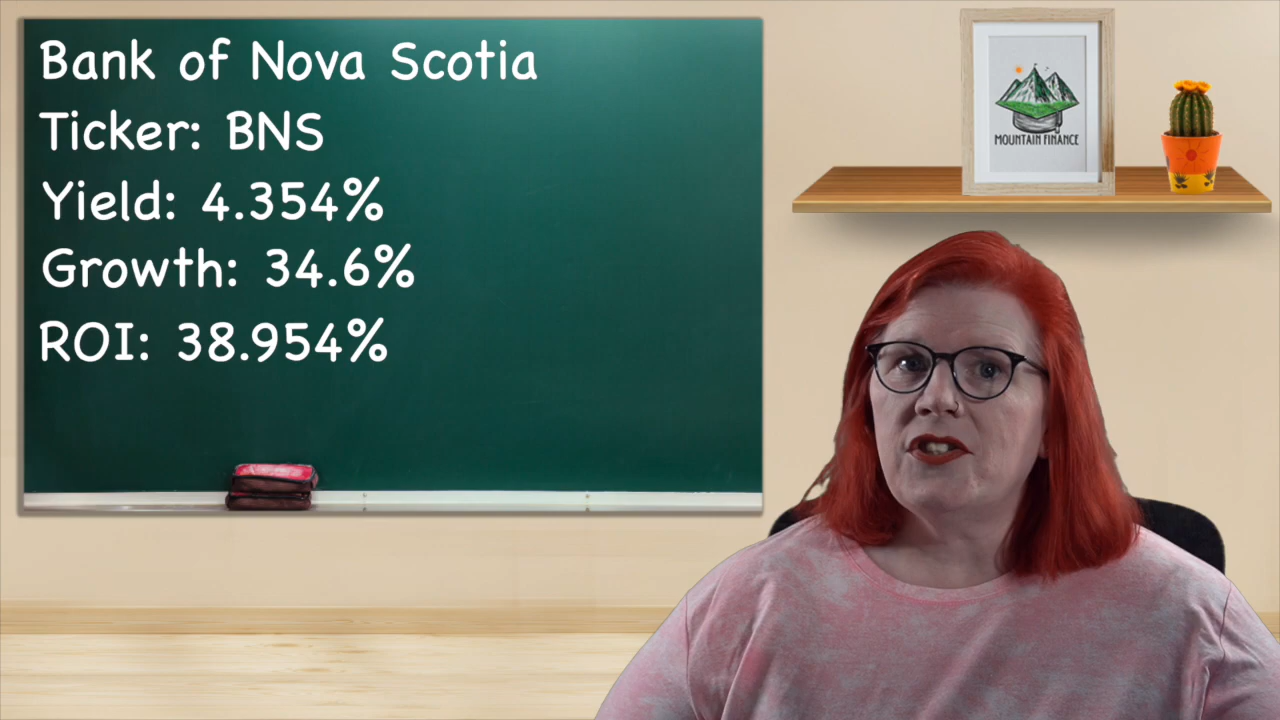 Bank of Nova Scotia
Ticker: BNS
Yield: 4.354%
Growth: 34.6%
ROI: 38.954%
MOUNTAIN FINANCE